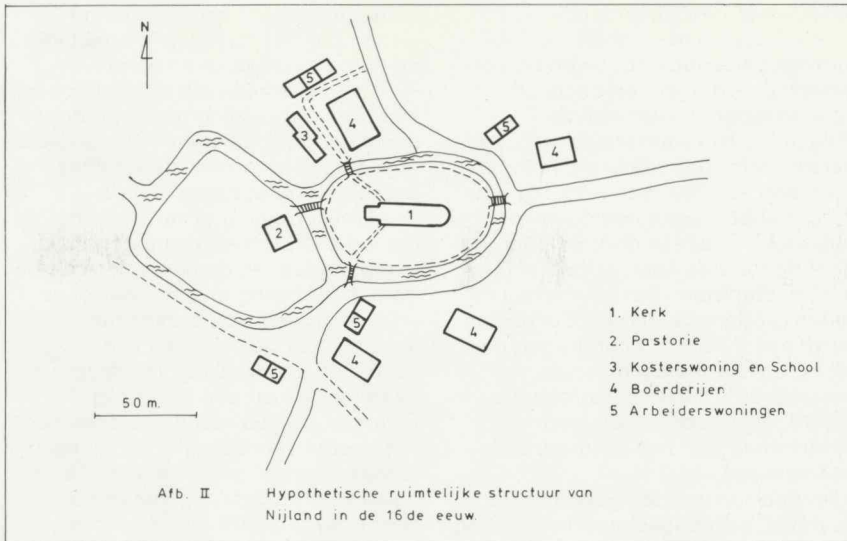 N
5
3
4
5
4
2
1
5
4
4
5
50 m.
1. Kerk
2. Pastorie
3. Kosterswoning en School
4 Boerderijen
5 Arbeiderswoningen
Afb. II Hypothetische ruimtelijke structuur van
Nijland in de 16de eeuw.